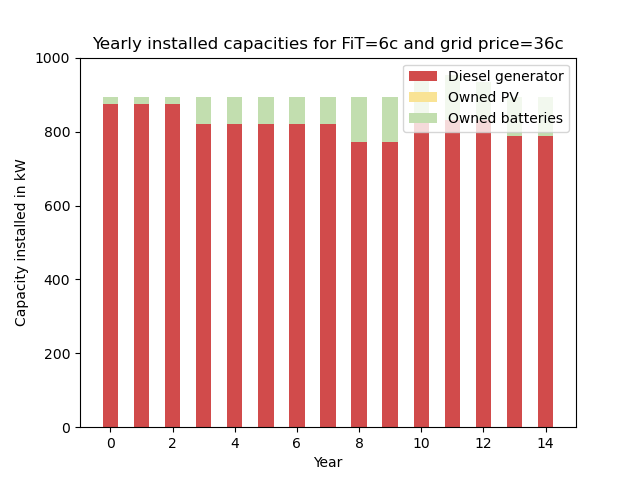 Yearly installed capacities for FiT=6c and grid price=36c
1000
800
600
400
200
0
Capacity installed in kW
Diesel generator
Owned PV
Owned batteries
0 2 4 6 8 10 12 14
Year